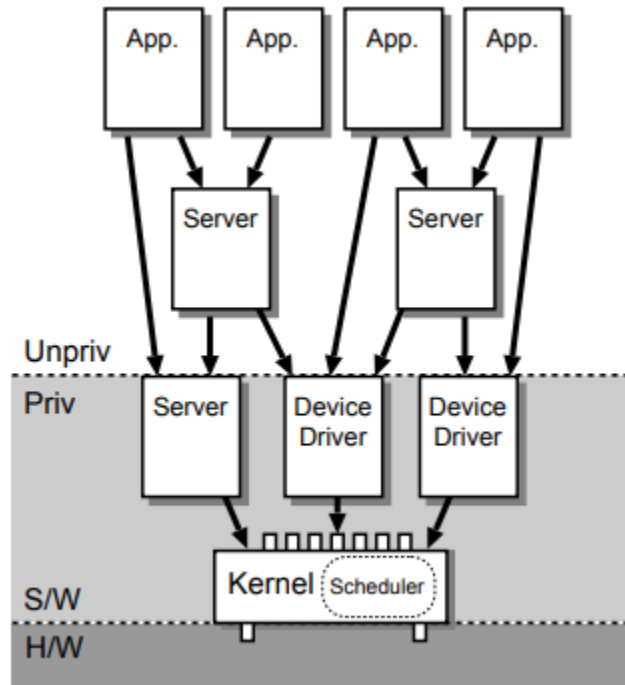 App.
App.
App.
App.
Server
Server
Unpriv
Priv
Server
Device
Driver
Device
Driver
Kernel
Scheduler
S/W
H/W